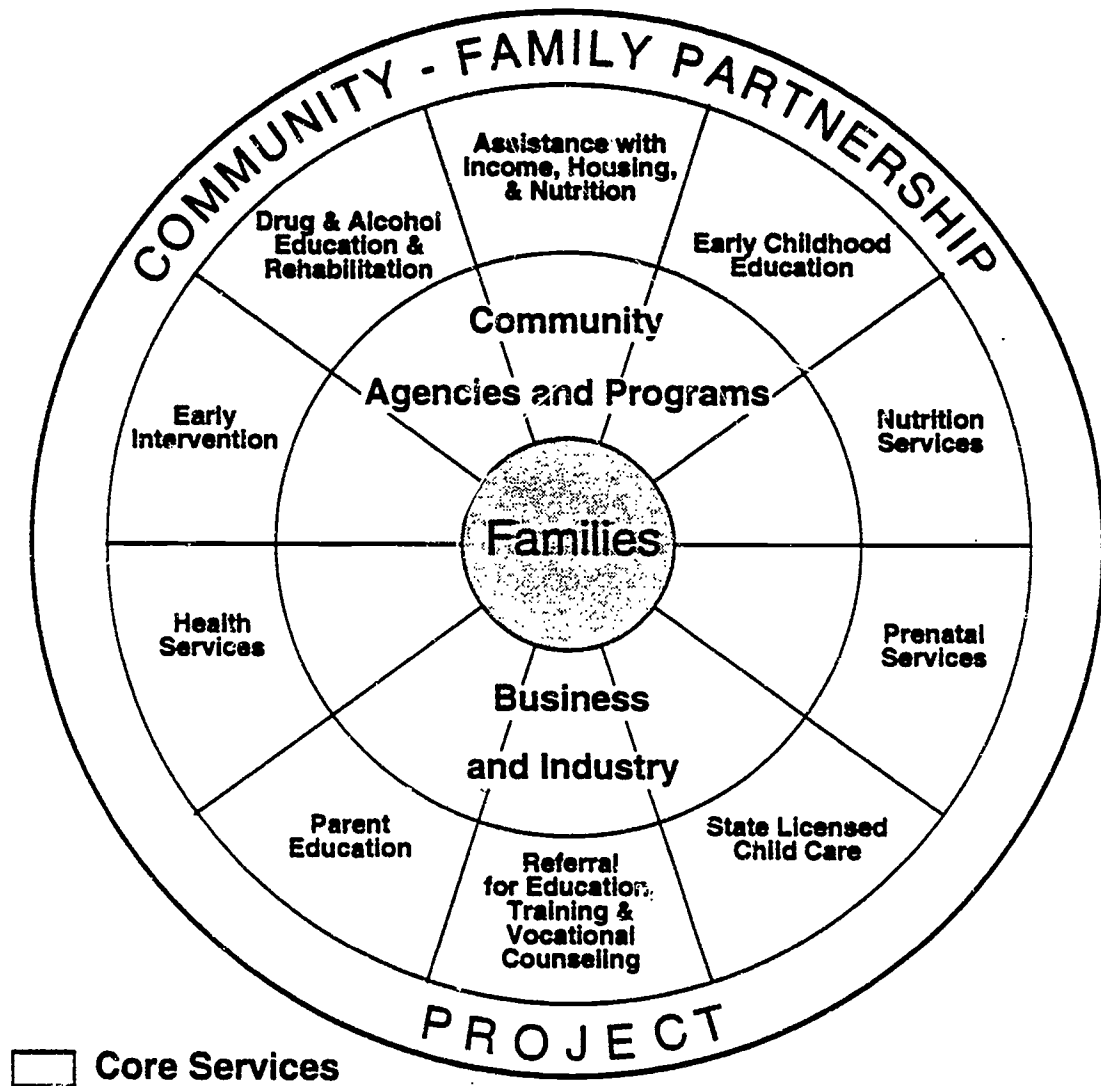 COMMUNITY - FAMILY PARTNERSHIP
Assistance with
Income, Housing,
& Nutrition
Drug & Alcohol
Education &
Rehabilitation
Early Childhood
Education
Community
Agencies and Programs
Early
Intervention
Nutrition
Services
Families
Health
Services
Prenatal
Services
Business
and Industry
Parent
Education
State Licensed
Child Care
Referral
for Education,
Training &
Vocational
Counseling
PROJECT
Core Services